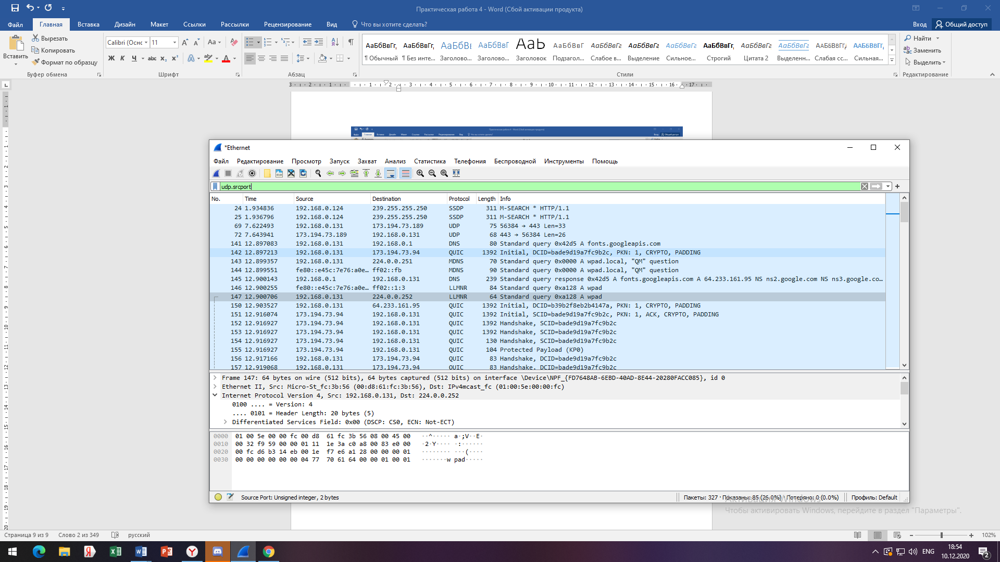 Практическая работа 4 - Word (Сбой активации продукта)
Файл Главная Вставка Дизайн Макет Ссылки Рассылки Рецензирование Вид Что вы хотите сделать? Вход Общий доступ
Вставить
Вырезать
Копировать
Формат по образцу
Буфер обмена
Calibri (Оснс 11
Ж К Ч abc x₂ x²
Шрифт
Абзац
АаБбВвГг, АаБбВвГг, АаБбВı АаБбВвГ АаЬ АаБбВвГ АаБбВвГг АаБбВвГг АаБбВвГг АаБбВвГг, АаБбВвГг АаБбВвГг АаБбВвГг, АаБбВвГг,
¶ Обычный ¶ Без инте... Заголово... Заголово... Заголовок Подзагол... Слабое в... Выделение Сильное... Строгий Цитата 2 Выделенн... Слабая сс... Сильная...
Стили
Найти
Заменить
Выделить
Редактирование
3 2 1 1 2 3 4 5 6 7 8 9 10 11 12 13 14 15 16 17
*Ethernet
Файл Редактирование Просмотр Запуск Захват Анализ Статистика Телефония Беспроводной Инструменты Помощь
udp.srcport
No. Time Source Destination Protocol Length Info
24 1.934836 192.168.0.124 239.255.255.250 SSDP 311 M-SEARCH * HTTP/1.1
25 1.936796 192.168.0.124 239.255.255.250 SSDP 311 M-SEARCH * HTTP/1.1
69 7.622493 192.168.0.131 173.194.73.189 UDP 75 56384 → 443 Len=33
72 7.643941 173.194.73.189 192.168.0.131 UDP 68 443 → 56384 Len=26
141 12.897083 192.168.0.131 192.168.0.1 DNS 80 Standard query 0x42d5 A fonts.googleapis.com
142 12.897213 192.168.0.131 173.194.73.94 QUIC 1392 Initial, DCID=bade9d19a7fc9b2c, PKN: 1, CRYPTO, PADDING
143 12.899357 192.168.0.131 224.0.0.251 MDNS 70 Standard query 0x0000 A wpad.local, "QM" question
144 12.899551 fe80::e45c:7e76:a0e… ff02::fb MDNS 90 Standard query 0x0000 A wpad.local, "QM" question
145 12.900143 192.168.0.1 192.168.0.131 DNS 239 Standard query response 0x42d5 A fonts.googleapis.com A 64.233.161.95 NS ns2.google.com NS ns3.google.co…
146 12.900255 fe80::e45c:7e76:a0e… ff02::1:3 LLMNR 84 Standard query 0xa128 A wpad
147 12.900706 192.168.0.131 224.0.0.252 LLMNR 64 Standard query 0xa128 A wpad
150 12.903527 192.168.0.131 64.233.161.95 QUIC 1392 Initial, DCID=b39b2f8eb2b4147a, PKN: 1, CRYPTO, PADDING
151 12.916074 173.194.73.94 192.168.0.131 QUIC 1392 Initial, SCID=bade9d19a7fc9b2c, PKN: 1, ACK, CRYPTO, PADDING
152 12.916927 173.194.73.94 192.168.0.131 QUIC 1392 Handshake, SCID=bade9d19a7fc9b2c
153 12.916927 173.194.73.94 192.168.0.131 QUIC 1392 Handshake, SCID=bade9d19a7fc9b2c
154 12.916927 173.194.73.94 192.168.0.131 QUIC 130 Handshake, SCID=bade9d19a7fc9b2c
155 12.916927 173.194.73.94 192.168.0.131 QUIC 104 Protected Payload (KP0)
156 12.917166 192.168.0.131 173.194.73.94 QUIC 83 Handshake, DCID=bade9d19a7fc9b2c
157 12.919068 192.168.0.131 173.194.73.94 QUIC 83 Handshake, DCID=bade9d19a7fc9b2c
Frame 147: 64 bytes on wire (512 bits), 64 bytes captured (512 bits) on interface \Device\NPF_{FD7648AB-6EBD-40AD-8E44-20280FACC085}, id 0
Ethernet II, Src: Micro-St_fc:3b:56 (00:d8:61:fc:3b:56), Dst: IPv4mcast_fc (01:00:5e:00:00:fc)
Internet Protocol Version 4, Src: 192.168.0.131, Dst: 224.0.0.252
0100 .... = Version: 4
.... 0101 = Header Length: 20 bytes (5)
Differentiated Services Field: 0x00 (DSCP: CS0, ECN: Not-ECT)
0000 01 00 5e 00 00 fc 00 d8 61 fc 3b 56 08 00 45 00 ··^····· a·;V··E·
0010 00 32 f9 59 00 00 01 11 1e 3a c0 a8 00 83 e0 00 ·2·Y···· ·:······
0020 00 fc d6 b3 14 eb 00 1e f7 e6 a1 28 00 00 00 01 ········ ···(····
0030 00 00 00 00 00 00 04 77 70 61 64 00 00 01 00 01 ·······w pad·····
Source Port: Unsigned integer, 2 bytes
Пакеты: 327 · Показаны: 85 (26.0%) · Потеряно: 0 (0.0%)
Профиль: Default
Активация Windows
Чтобы активировать Windows, перейдите в раздел "Параметры".
Страница 9 из 9 Слово 2 из 349 русский 102%
ENG
18:54
10.12.2020
2